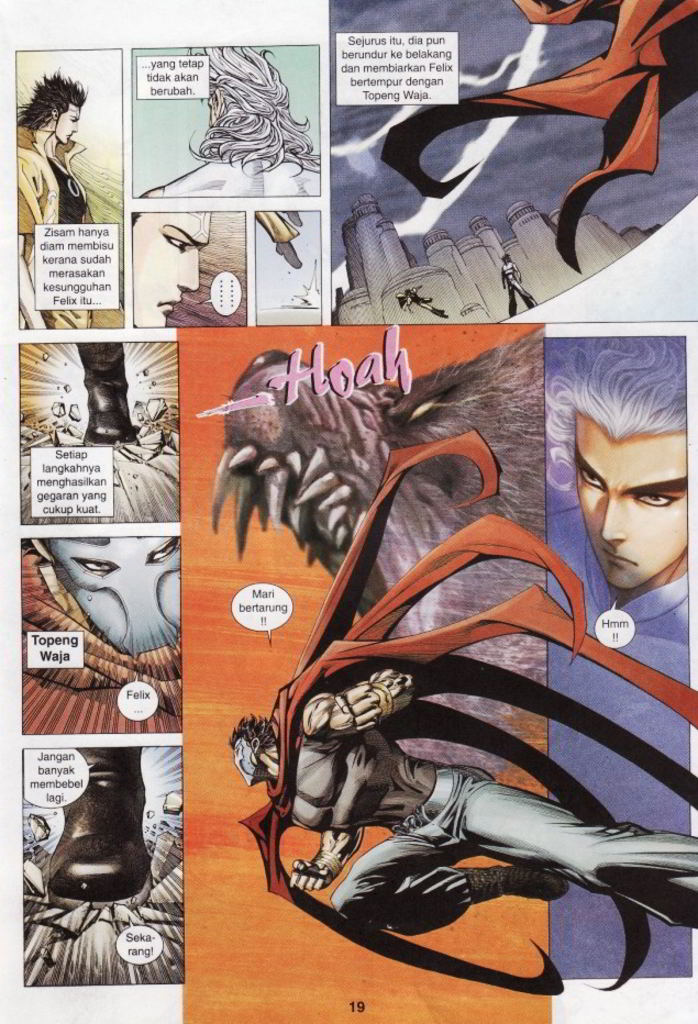 Zisam hanya
diam membisu
kerana sudah
merasakan
kesungguhan
Felix itu...
...yang tetap
tidak akan
berubah.
....
Sejurus itu, dia pun
berundur ke belakang
dan membiarkan Felix
bertempur dengan
Topeng Waja.
Setiap
langkahnya
menghasilkan
gegaran yang
cukup kuat.
Topeng
Waja
Felix
...
Jangan
banyak
membebel
lagi.
Seka-
rang!
Hoah
Mari
bertarung
!!
Hmm
!!
19